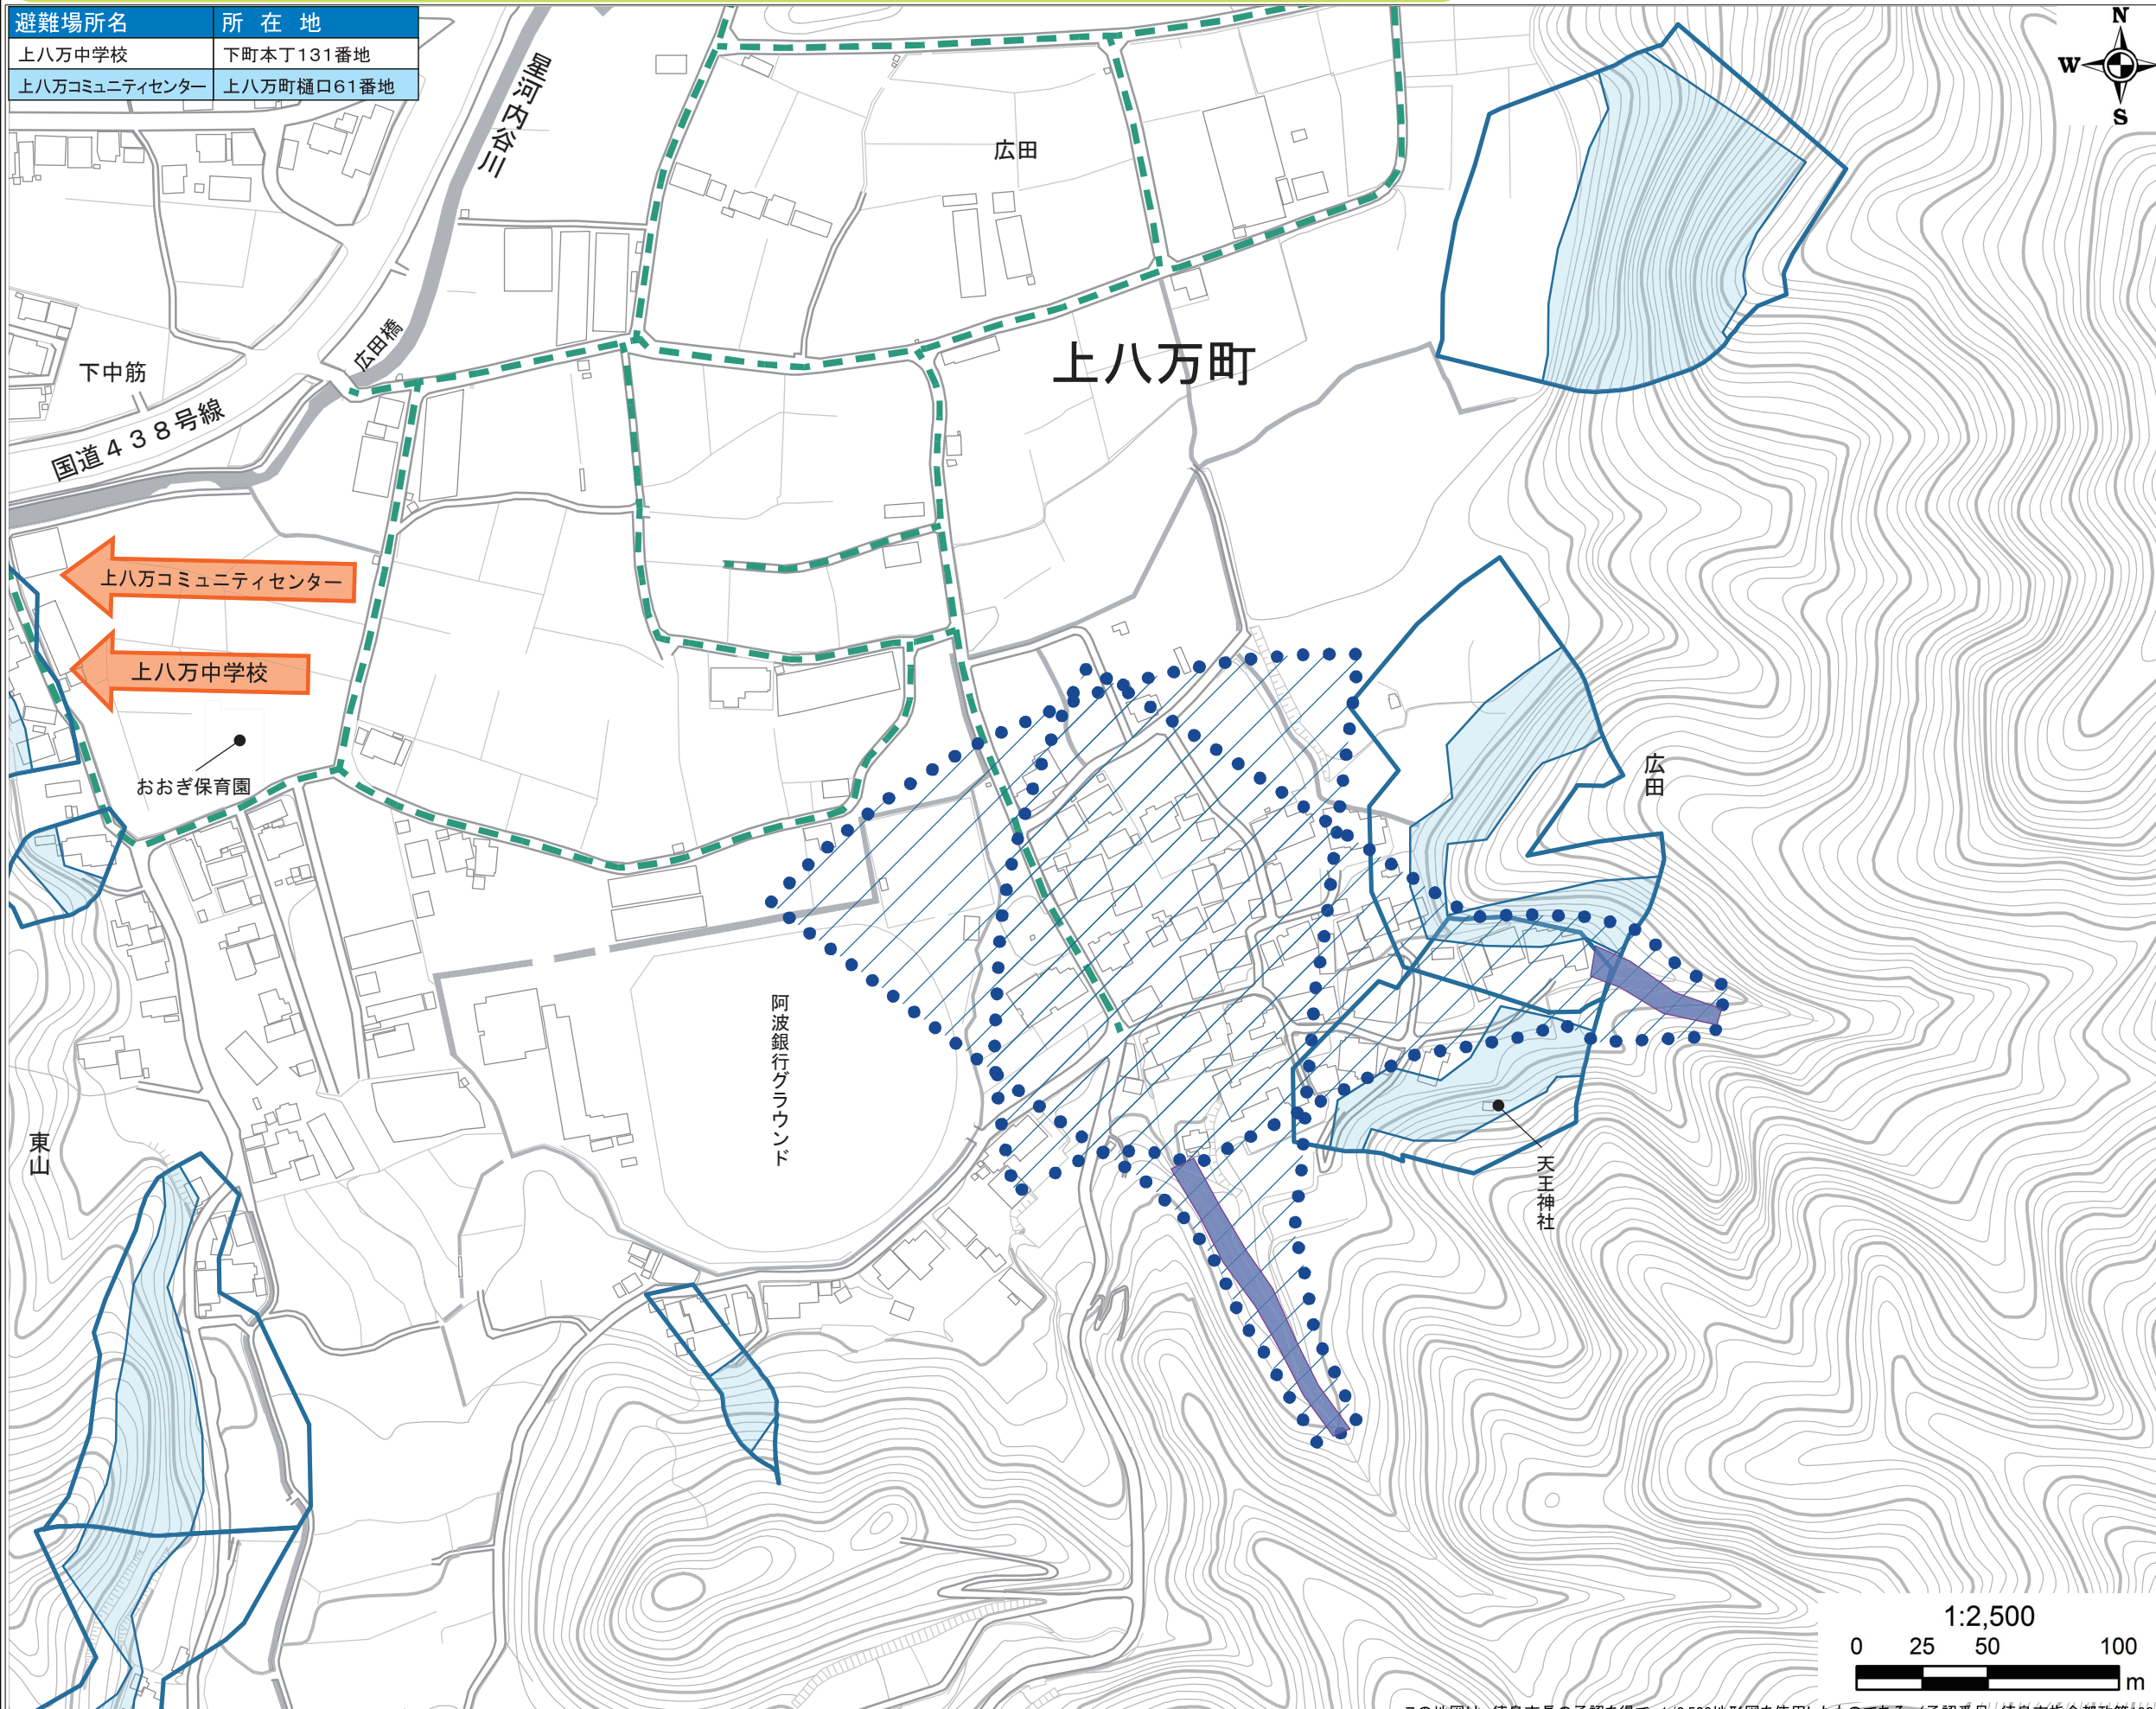 避難場所名 所在地
上八万中学校 下町本丁131番地
上八万コミュニティセンター 上八万町樋口61番地
N
W
S
星河内谷川
広田
広田橋
上八万町
下中筋
国道438号線
上八万コミュニティセンター
上八万中学校
おおぎ保育園
広田
阿波銀行グラウンド
東山
天王神社
1:2,500
0 25 50 100
m